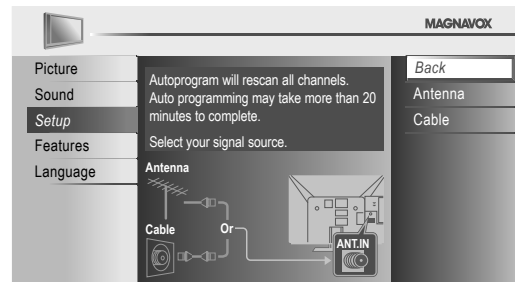 MAGNAVOX
Picture
Sound
Setup
Features
Language
Autoprogram will rescan all channels.
Auto programming may take more than 20
minutes to complete.
Select your signal source.
Antenna
Cable
Or
ANT.IN
Back
Antenna
Cable